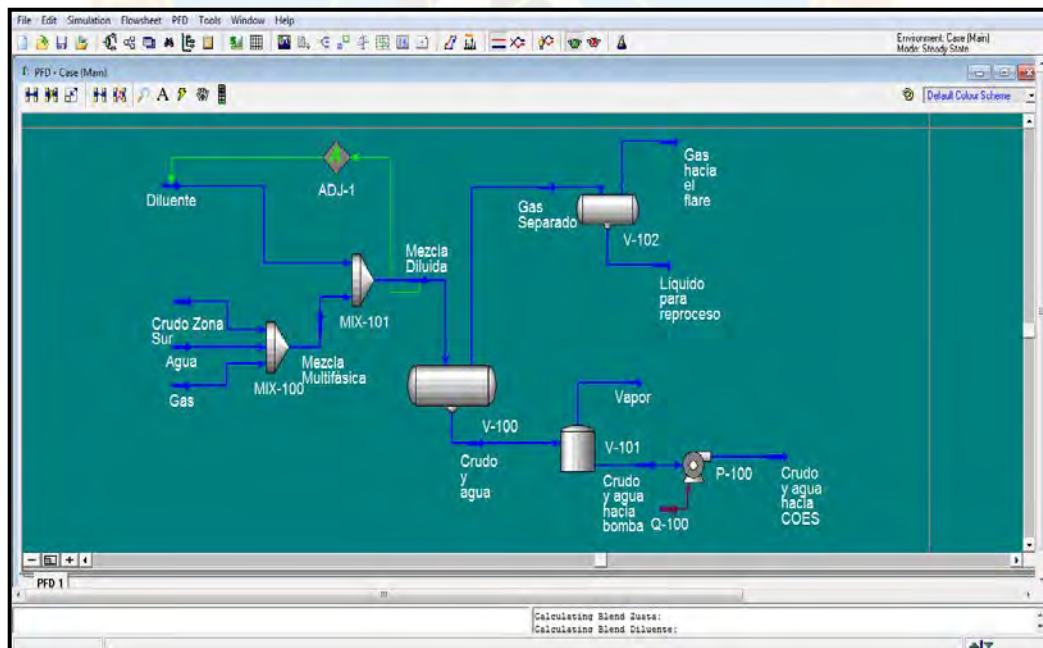 File Edit Simulation Flowsheet PFD Tools Window Help
Environment: Case (Main)
Mode: Steady State
PFD - Case (Main)
A
Default Colour Scheme
A
ADJ-1
Diluente
Gas
hacia
el
flare
Gas
Separado
V-102
Mezcla
Diluida
Líquido
para
reproceso
MIX-101
Crudo Zona
Sur
Agua
Mezcla
Multifásica
MIX-100
Gas
Vapor
V-100
V-101
Crudo
y
agua
P-100
Crudo
y agua
hacia
bomba
Crudo
y agua
hacia
COES
Q-100
PFD 1
Calculating Blend Zuata:
Calculating Blend Diluente: